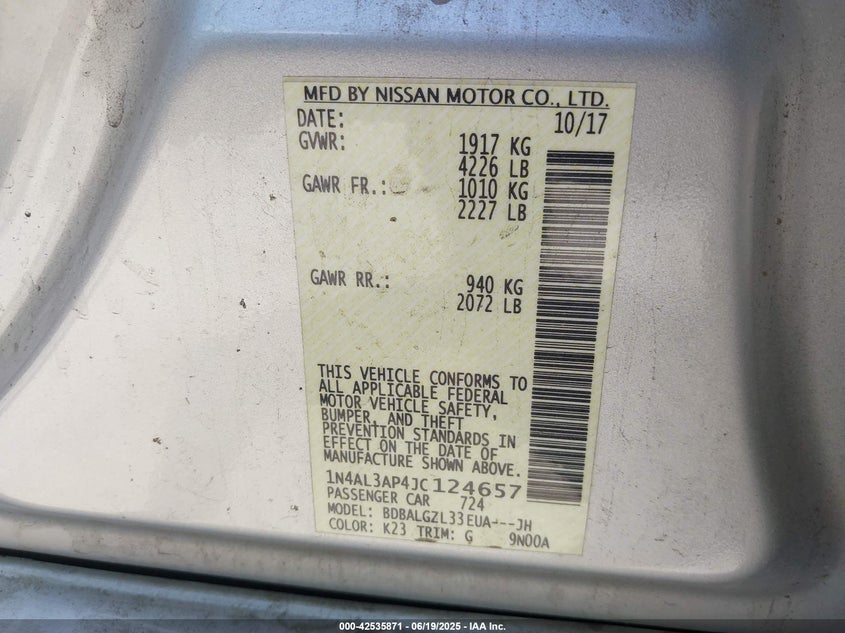 MFD BY NISSAN MOTOR CO., LTD.
DATE: 10/17
GVWR: 1917 KG
4226 LB
GAWR FR.: 1010 KG
2227 LB
GAWR RR.: 940 KG
2072 LB
THIS VEHICLE CONFORMS TO
ALL APPLICABLE FEDERAL
MOTOR VEHICLE SAFETY,
BUMPER, AND THEFT
PREVENTION STANDARDS IN
EFFECT ON THE DATE OF
MANUFACTURE SHOWN ABOVE.
1N4AL3AP4JC124657
PASSENGER CAR 724
MODEL: BDBALGZL33EUA---JH
COLOR: K23 TRIM: G 9N00A
000-42535871 - 06/19/2025 - IAA Inc.